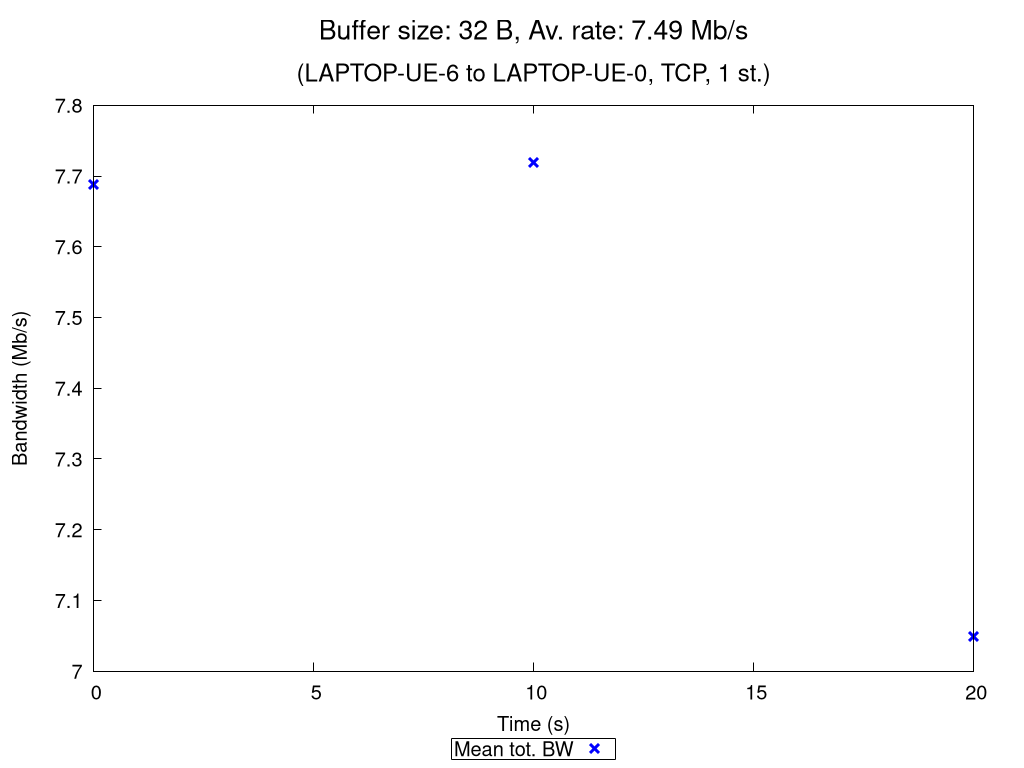 Buffer size: 32 B, Av. rate: 7.49 Mb/s
(LAPTOP-UE-6 to LAPTOP-UE-0, TCP, 1 st.)
7.8
7.7
7.6
7.5
7.4
7.3
7.2
7.1
7
Bandwidth (Mb/s)
0 5 10 15 20
Time (s)
Mean tot. BW